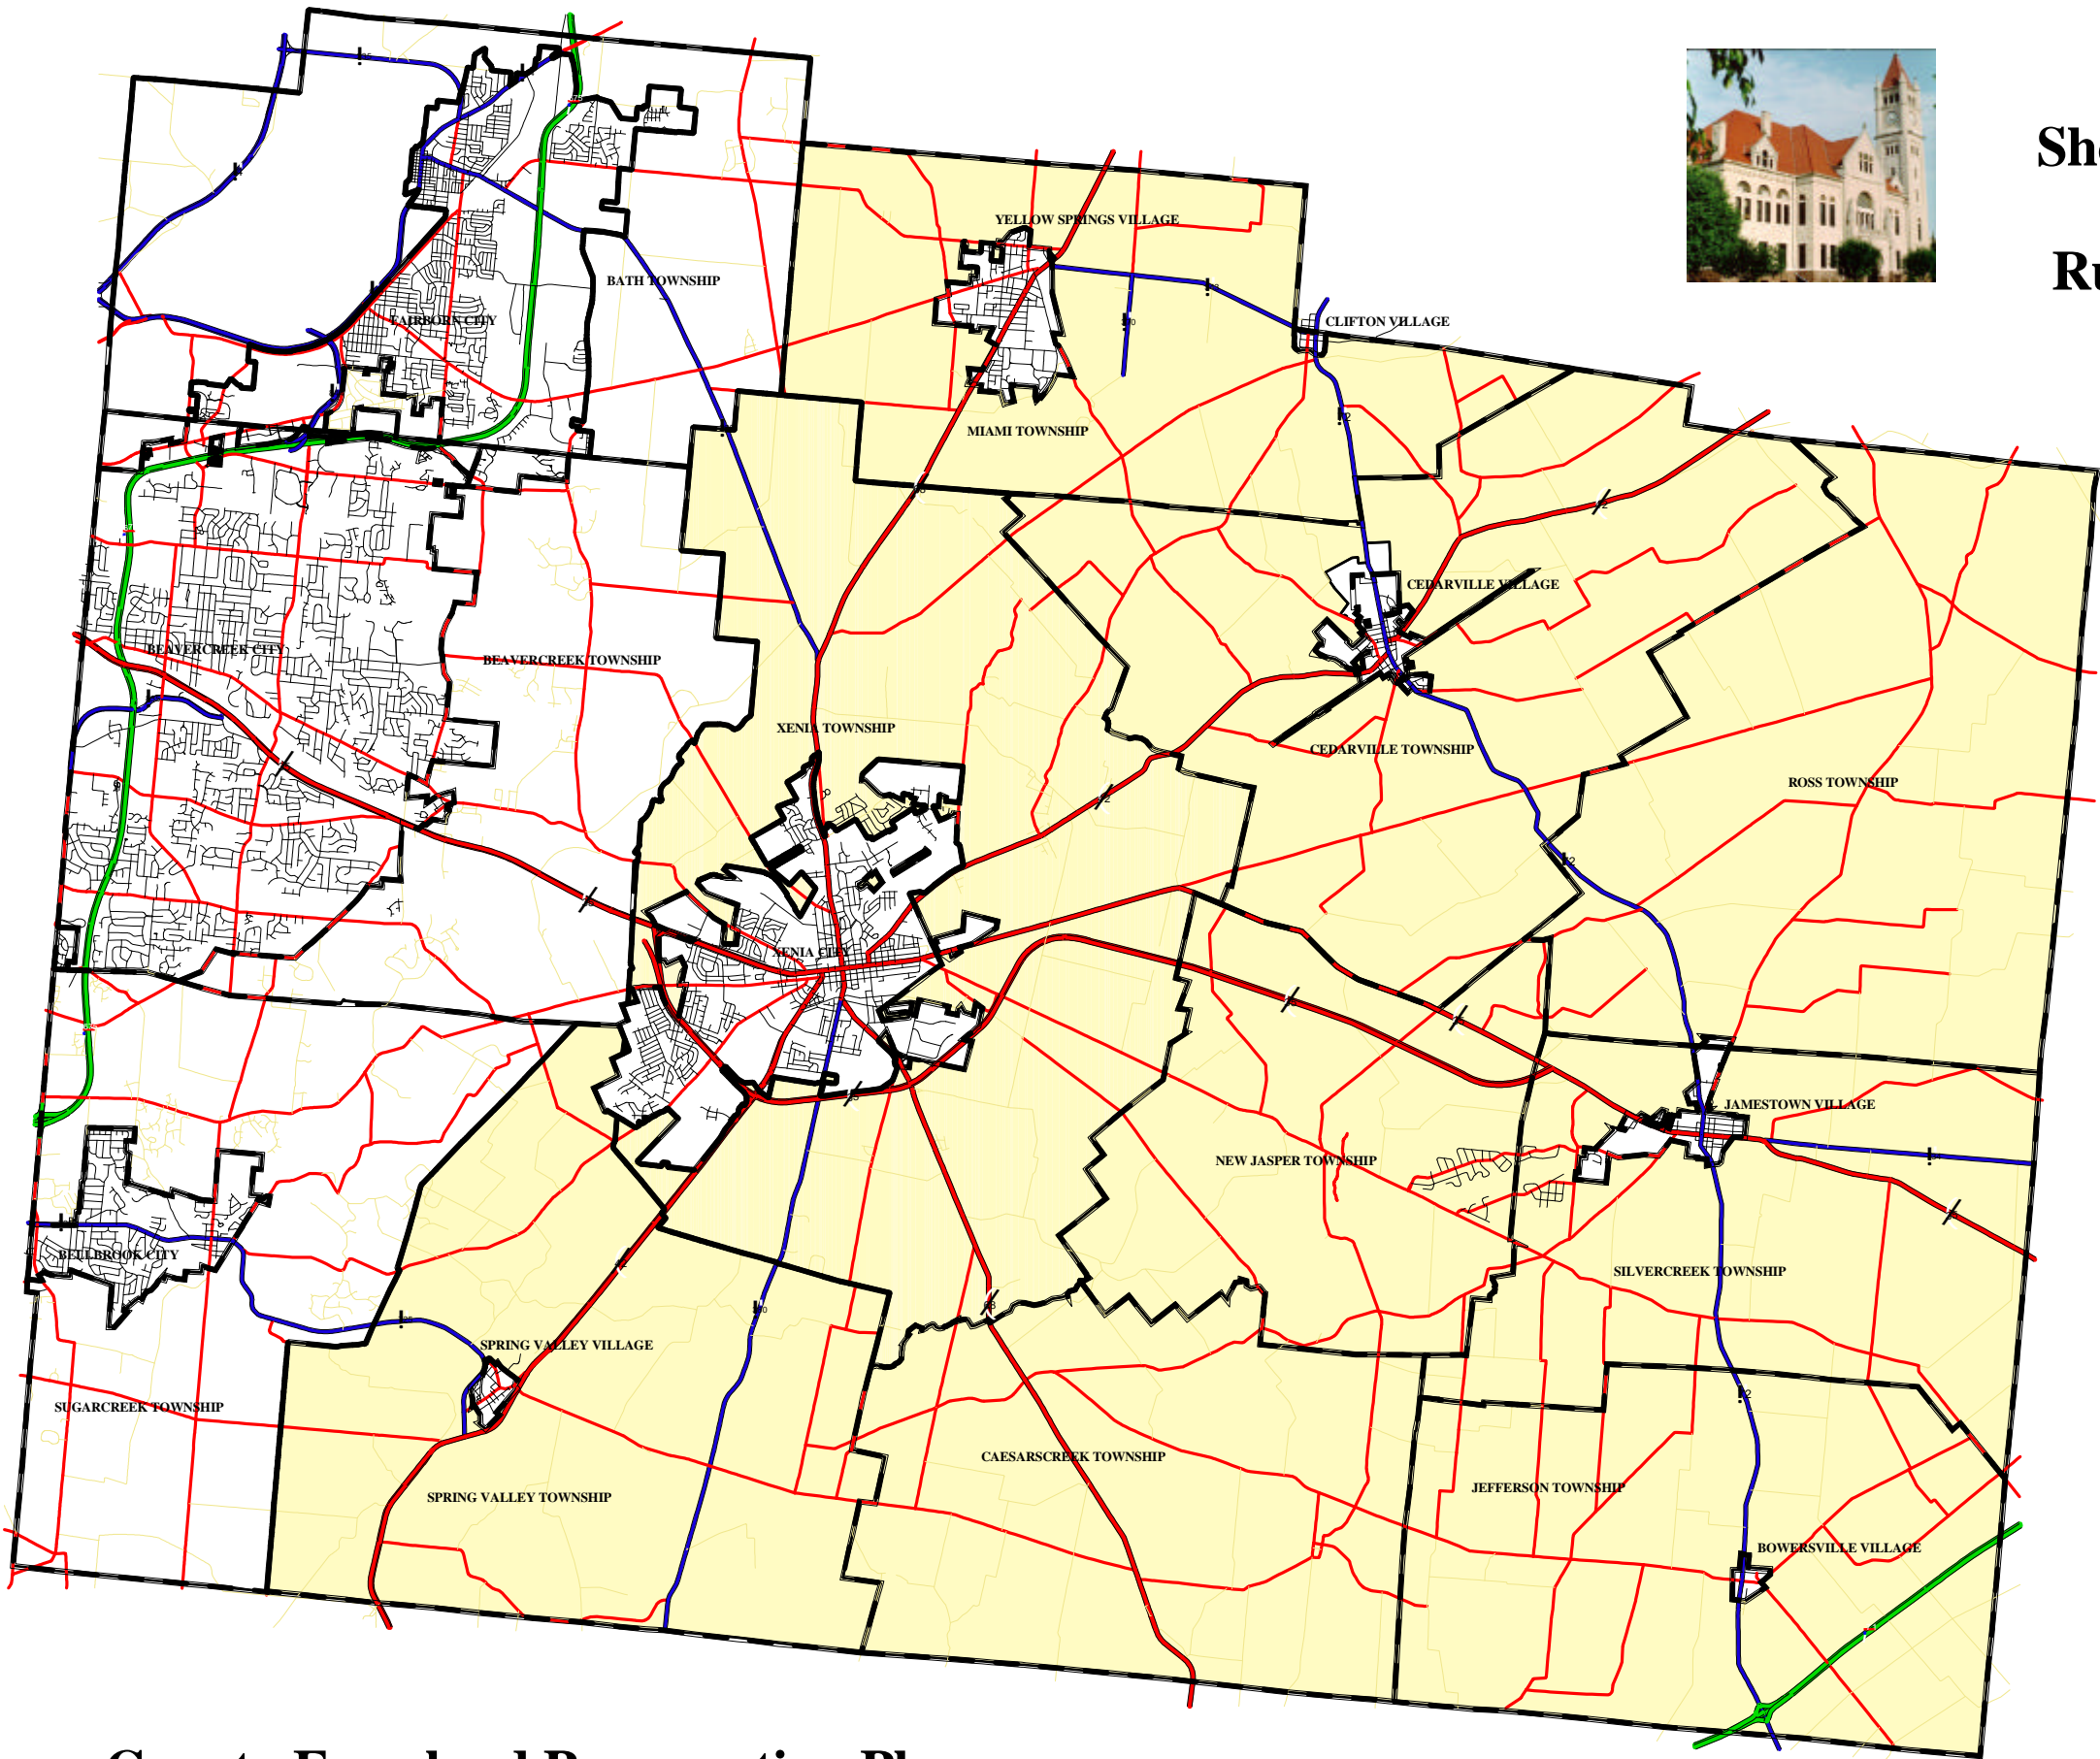 Sh
YELLOW SPRINGS VILLAGE
Ru
BATH TOWNSHIP
FAIRBORN CITY
CLIFTON VILLAGE
MIAMI TOWNSHIP
CEDARVILLE VILLAGE
BEAVERCREEK CITY
BEAVERCREEK TOWNSHIP
XENIA TOWNSHIP
CEDARVILLE TOWNSHIP
ROSS TOWNSHIP
XENIA CITY
JAMESTOWN VILLAGE
NEW JASPER TOWNSHIP
BELLBROOK CITY
SILVERCREEK TOWNSHIP
SPRING VALLEY VILLAGE
SUGARCREEK TOWNSHIP
CAESARSCREEK TOWNSHIP
JEFFERSON TOWNSHIP
SPRING VALLEY TOWNSHIP
BOWERSVILLE VILLAGE